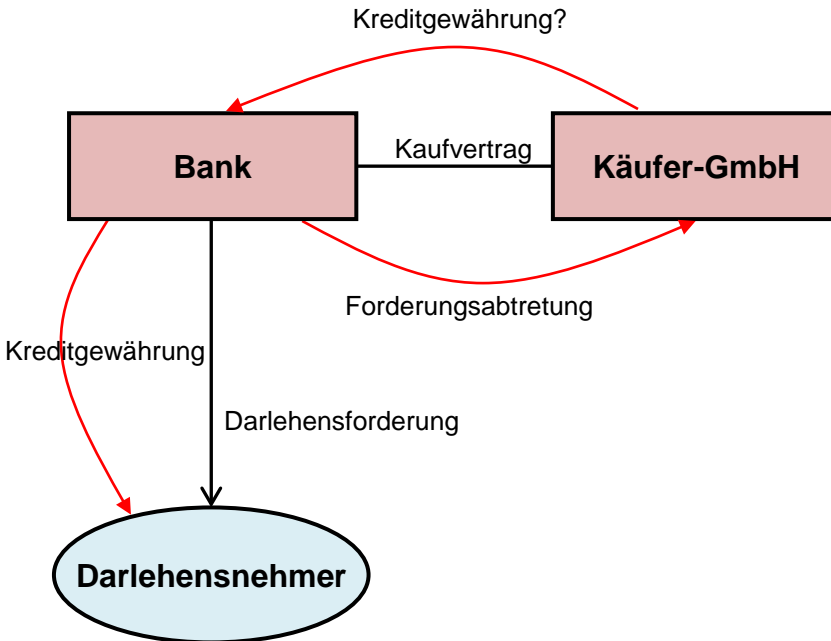 Kreditgewährung?
Bank
Kaufvertrag
Käufer-GmbH
Forderungsabtretung
Kreditgewährung
Darlehensforderung
Darlehensnehmer